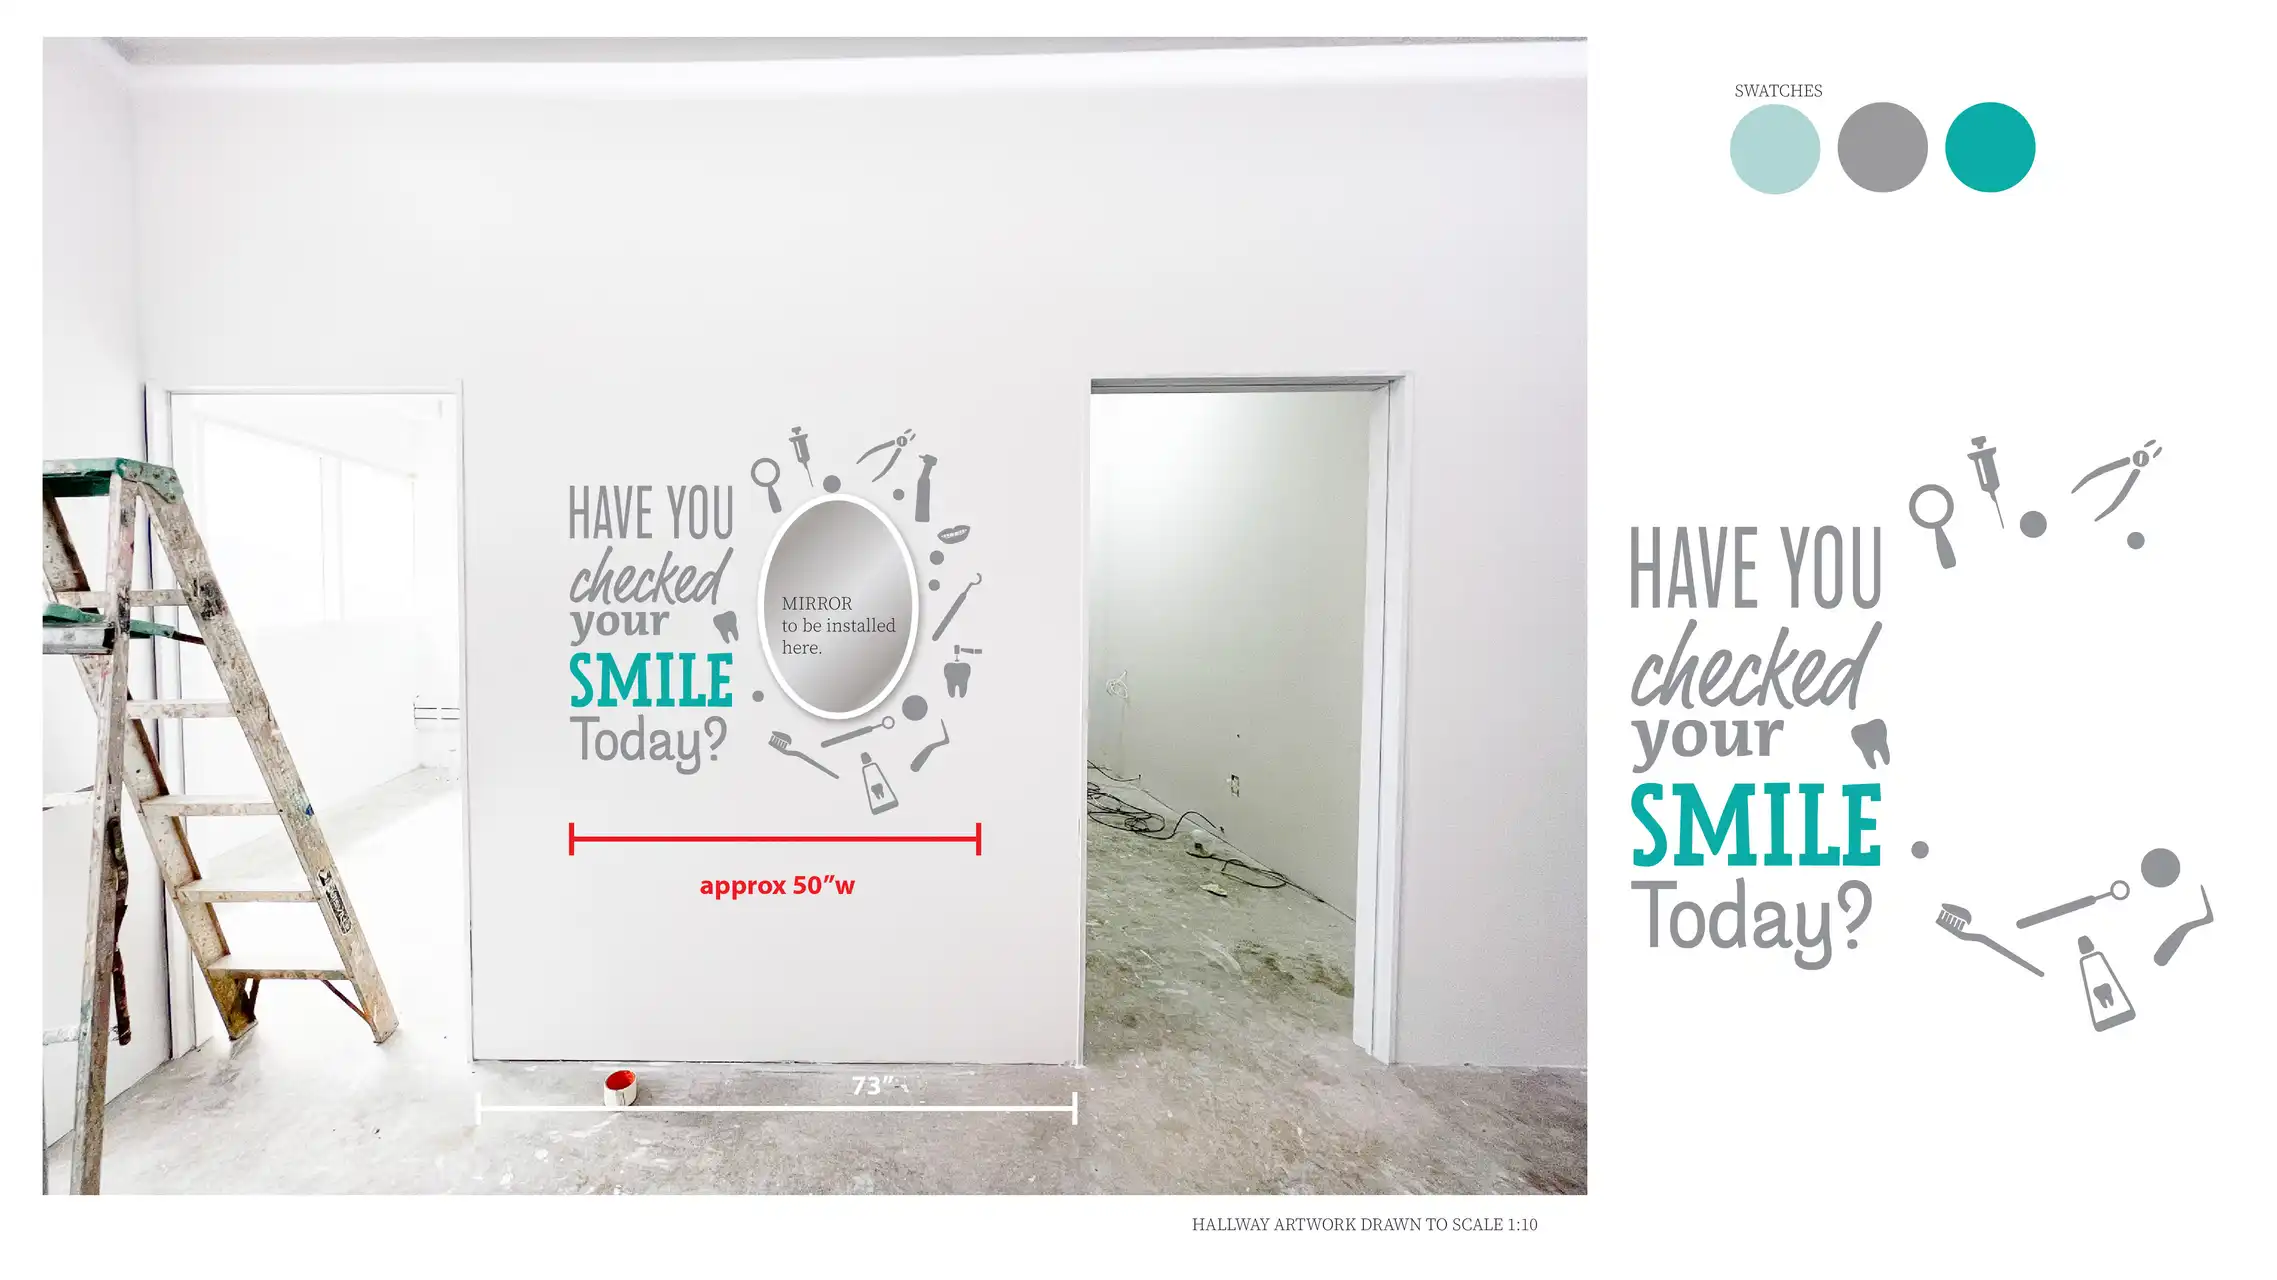 SWATCHES
HAVE YOU
checked
your
SMILE
Today?
MIRROR
to be installed
here.
approx 50"w
73"
HAVE YOU
checked
your
SMILE
Today?
HALLWAY ARTWORK DRAWN TO SCALE 1:10